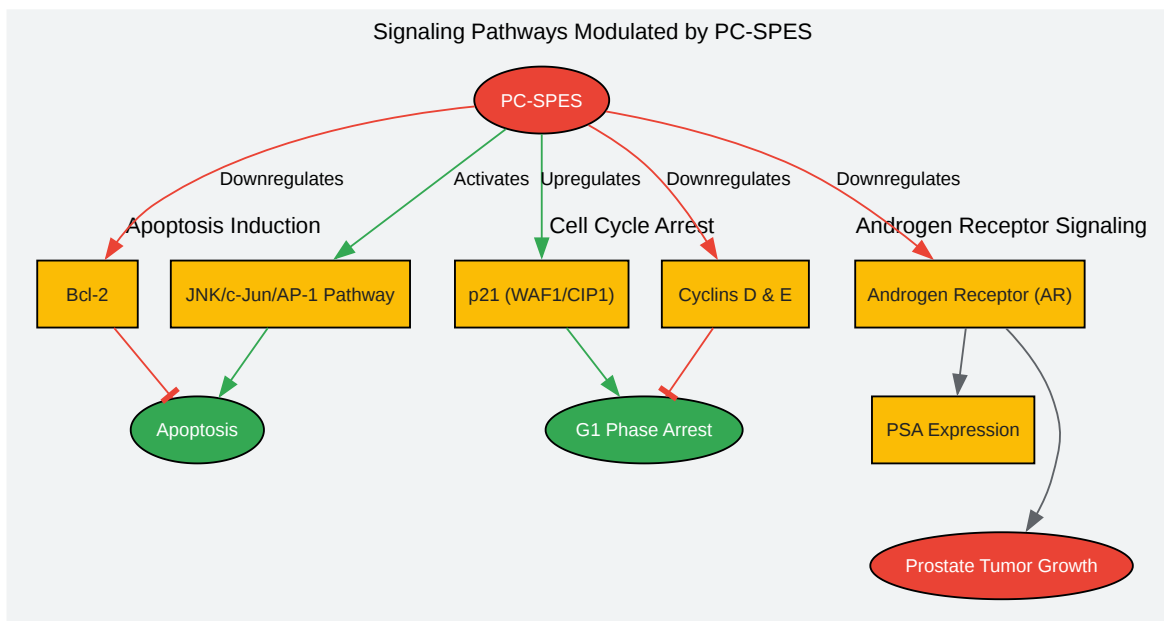 Signaling Pathways Modulated by PC-SPES
PC-SPES
Downregulates
Activates
Upregulates
Downregulates
Downregulates
Apoptosis Induction
Cell Cycle Arrest
Androgen Receptor Signaling
Bcl-2
JNK/c-Jun/AP-1 Pathway
p21 (WAF1/CIP1)
Cyclins D & E
Androgen Receptor (AR)
Apoptosis
G1 Phase Arrest
PSA Expression
Prostate Tumor Growth